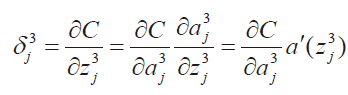 δ_j^3 = ∂C/∂z_j^3 = ∂C/∂a_j^3 ∂a_j^3/∂z_j^3 = ∂C/∂a_j^3 a′(z_j^3)